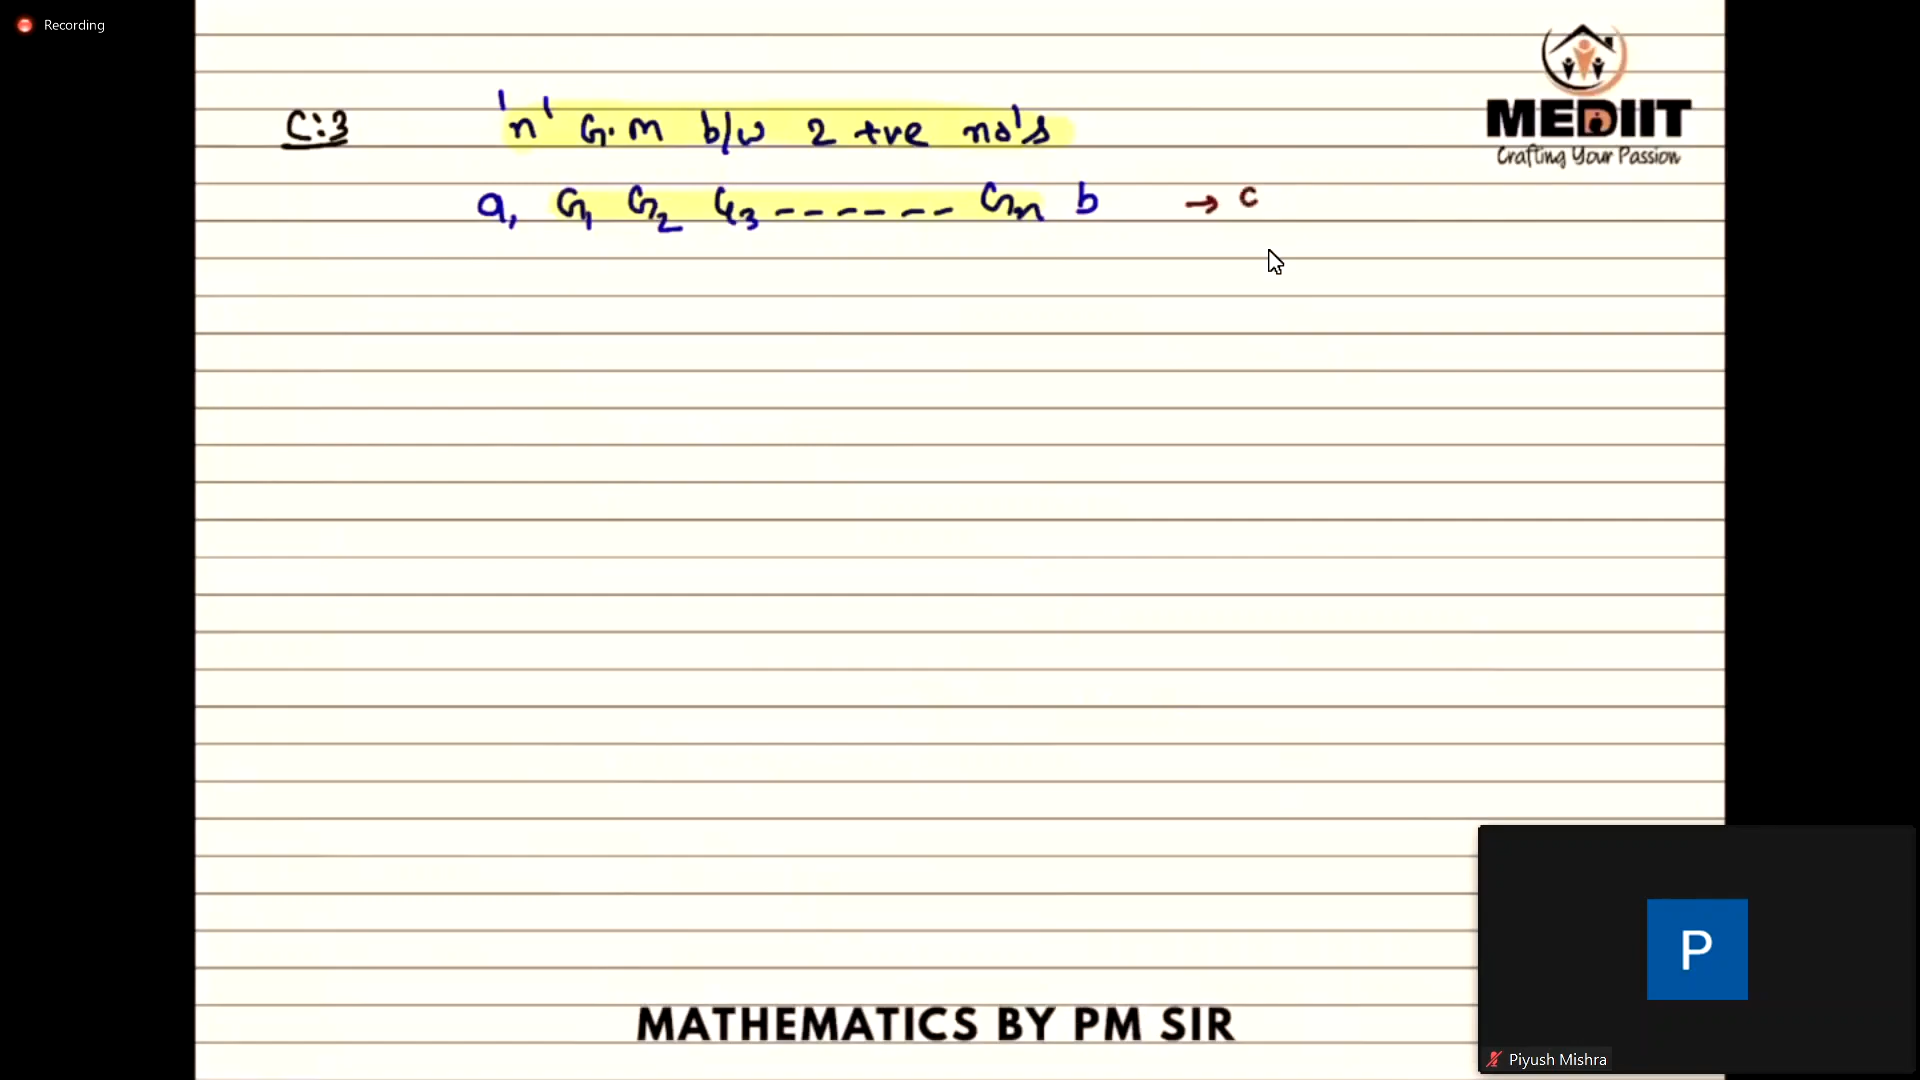 Recording
C:3 'n' G.M b/w 2 +ve no's
a, G1 G2 G3 ------ Gn b → C
MEDIIT
Crafting Your Passion
MATHEMATICS BY PM SIR
P
Piyush Mishra